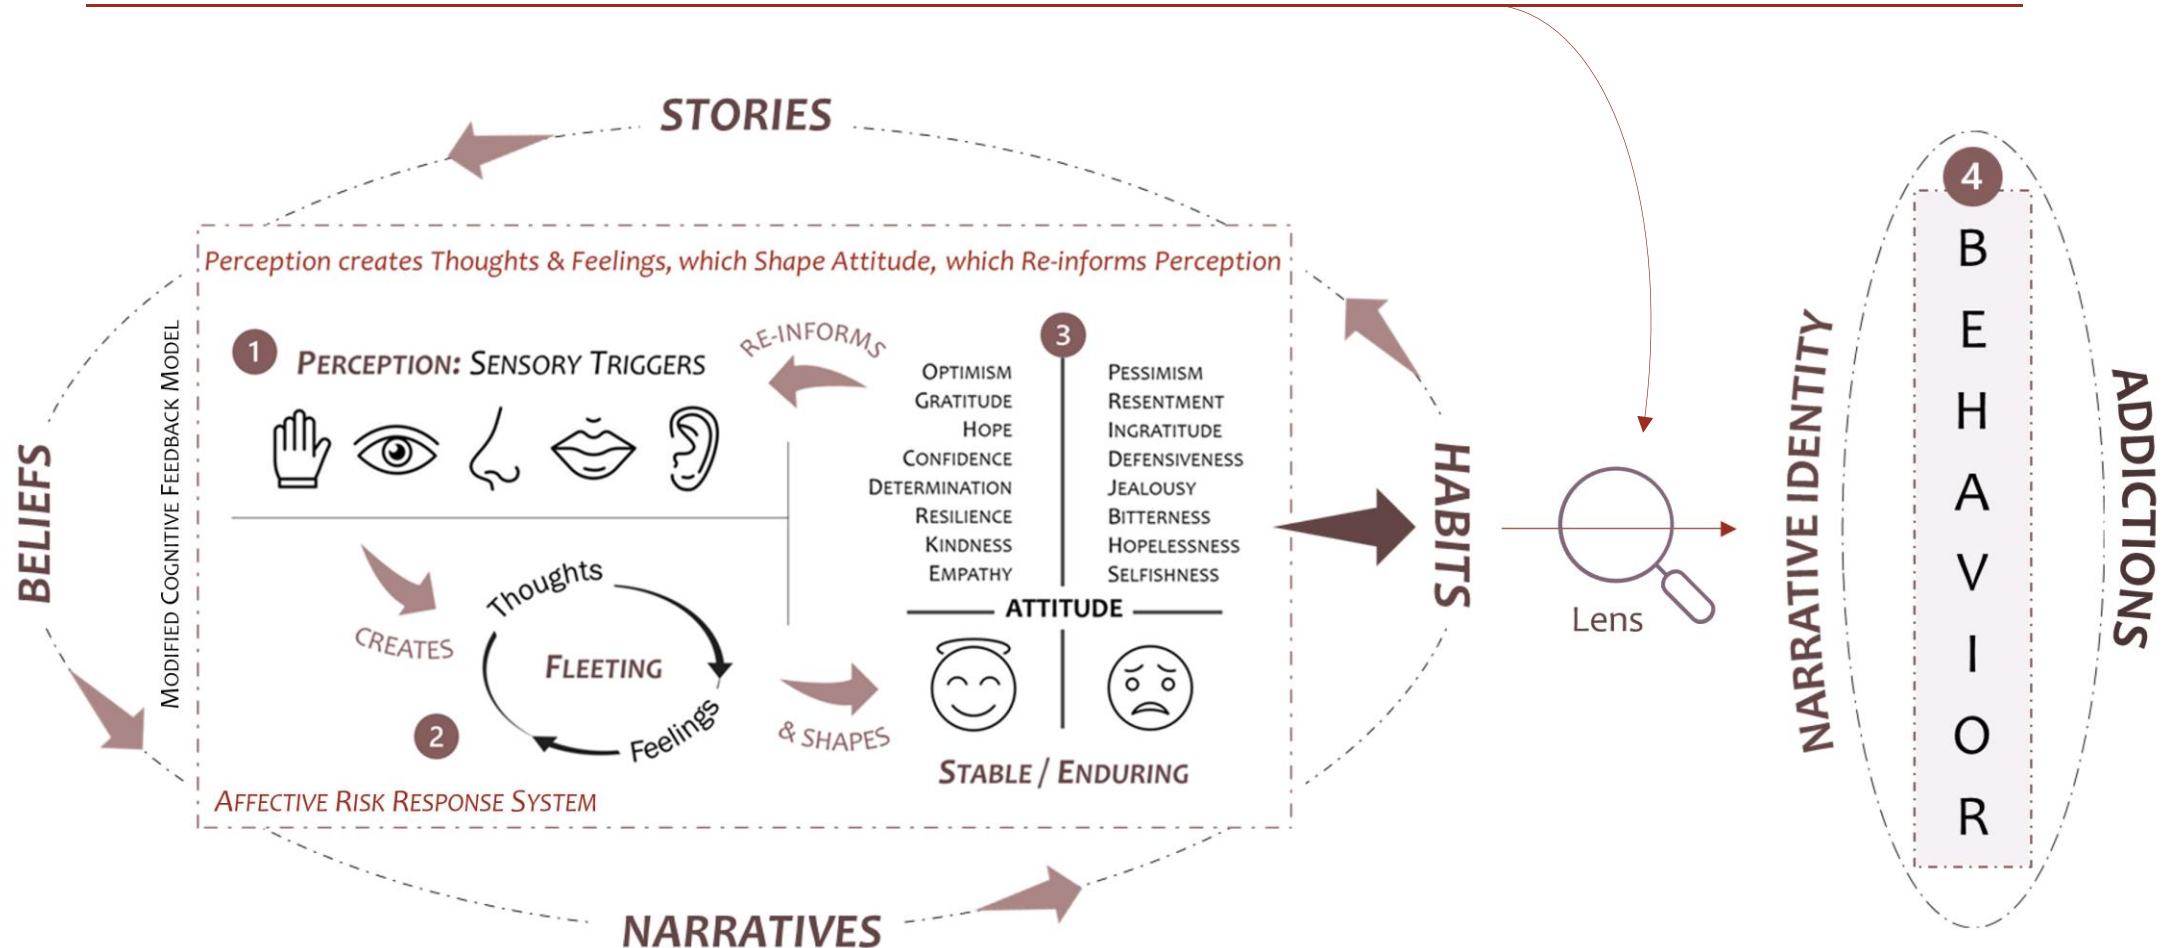 STORIES
Perception creates Thoughts & Feelings, which Shape Attitude, which Re-informs Perception
BELIEFS
MODIFIED COGNITIVE FEEDBACK MODEL
1
PERCEPTION: SENSORY TRIGGERS
RE-INFORMS
CREATES
2
Thoughts
FLEETING
Feelings
& SHAPES
AFFECTIVE RISK RESPONSE SYSTEM
3
OPTIMISM
GRATITUDE
HOPE
CONFIDENCE
DETERMINATION
RESILIENCE
KINDNESS
EMPATHY
PESSIMISM
RESENTMENT
INGRATITUDE
DEFENSIVENESS
JEALOUSY
BITTERNESS
HOPELESSNESS
SELFISHNESS
ATTITUDE
STABLE / ENDURING
NARRATIVES
HABITS
Lens
NARRATIVE IDENTITY
4
BEHAVIOR
ADDICTIONS